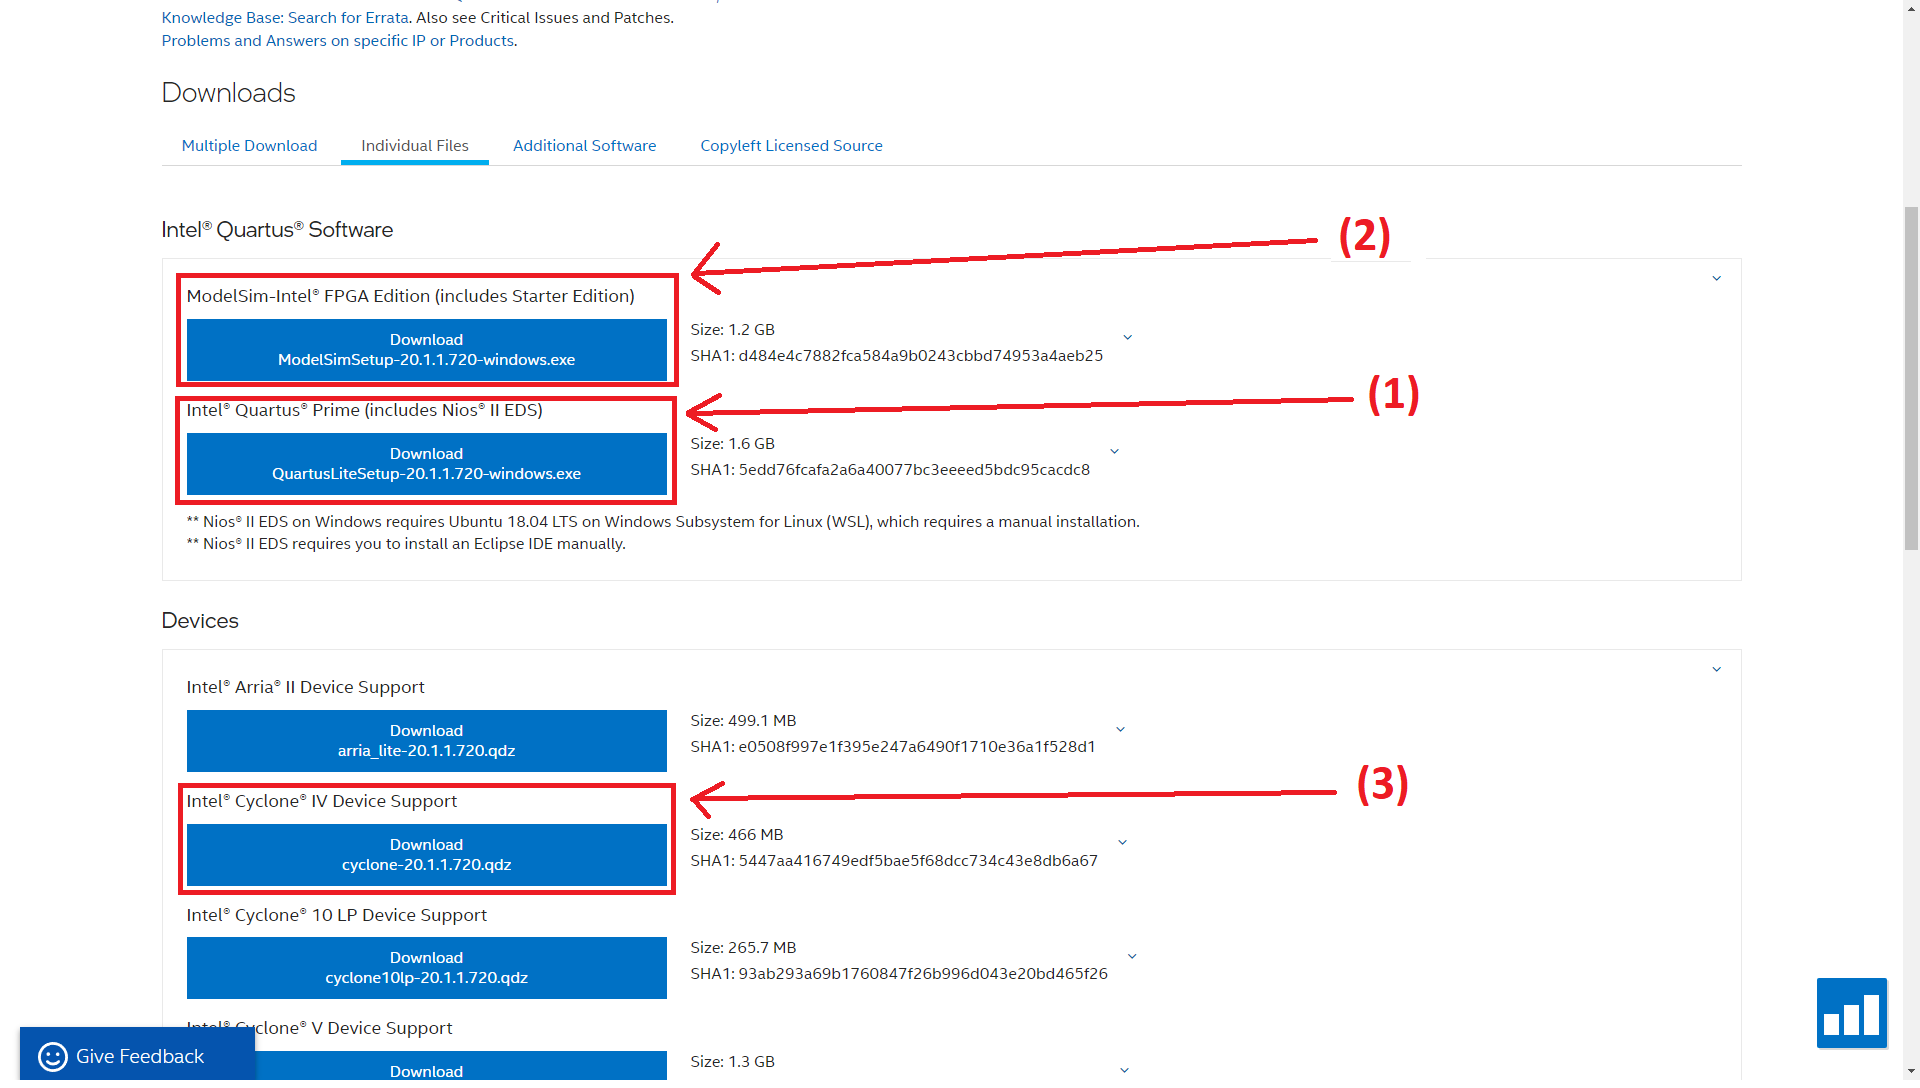 Knowledge Base: Search for Errata. Also see Critical Issues and Patches.
Problems and Answers on specific IP or Products.
Downloads
Multiple Download
Individual Files
Additional Software
Copyleft Licensed Source
Intel® Quartus® Software
(2)
ModelSim-Intel® FPGA Edition (includes Starter Edition)
Download
ModelSimSetup-20.1.1.720-windows.exe
Size: 1.2 GB
SHA1: d484e4c7882fca584a9b0243cbbd74953a4aeb25
(1)
Intel® Quartus® Prime (includes Nios® II EDS)
Download
QuartusLiteSetup-20.1.1.720-windows.exe
Size: 1.6 GB
SHA1: 5edd76fcafa2a6a40077bc3eeeed5bdc95cacdc8
** Nios® II EDS on Windows requires Ubuntu 18.04 LTS on Windows Subsystem for Linux (WSL), which requires a manual installation.
** Nios® II EDS requires you to install an Eclipse IDE manually.
Devices
Intel® Arria® II Device Support
Download
arria_lite-20.1.1.720.qdz
Size: 499.1 MB
SHA1: e0508f997e1f395e247a6490f1710e36a1f528d1
(3)
Intel® Cyclone® IV Device Support
Download
cyclone-20.1.1.720.qdz
Size: 466 MB
SHA1: 5447aa416749edf5bae5f68dcc734c43e8db6a67
Intel® Cyclone® 10 LP Device Support
Download
cyclone10lp-20.1.1.720.qdz
Size: 265.7 MB
SHA1: 93ab293a69b1760847f26b996d043e20bd465f26
Intel® Cyclone® V Device Support
Download
Size: 1.3 GB
Give Feedback